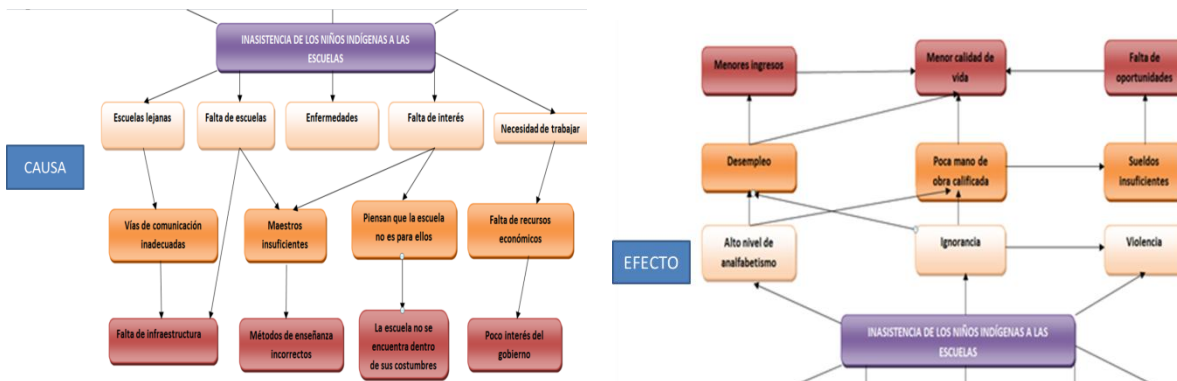 INASISTENCIA DE LOS NIÑOS INDÍGENAS A LAS
ESCUELAS
Escuelas lejanas
Falta de escuelas
Enfermedades
Falta de interés
Necesidad de trabajar
CAUSA
Vías de comunicación
inadecuadas
Maestros
insuficientes
Piensan que la escuela
no es para ellos
Falta de recursos
económicos
Falta de infraestructura
Métodos de enseñanza
incorrectos
La escuela no se
encuentra dentro
de sus costumbres
Poco interés del
gobierno
Menores ingresos
Menor calidad de
vida
Falta de
oportunidades
Desempleo
Poca mano de
obra calificada
Sueldos
insuficientes
EFECTO
Alto nivel de
analfabetismo
Ignorancia
Violencia
INASISTENCIA DE LOS NIÑOS INDÍGENAS A LAS
ESCUELAS